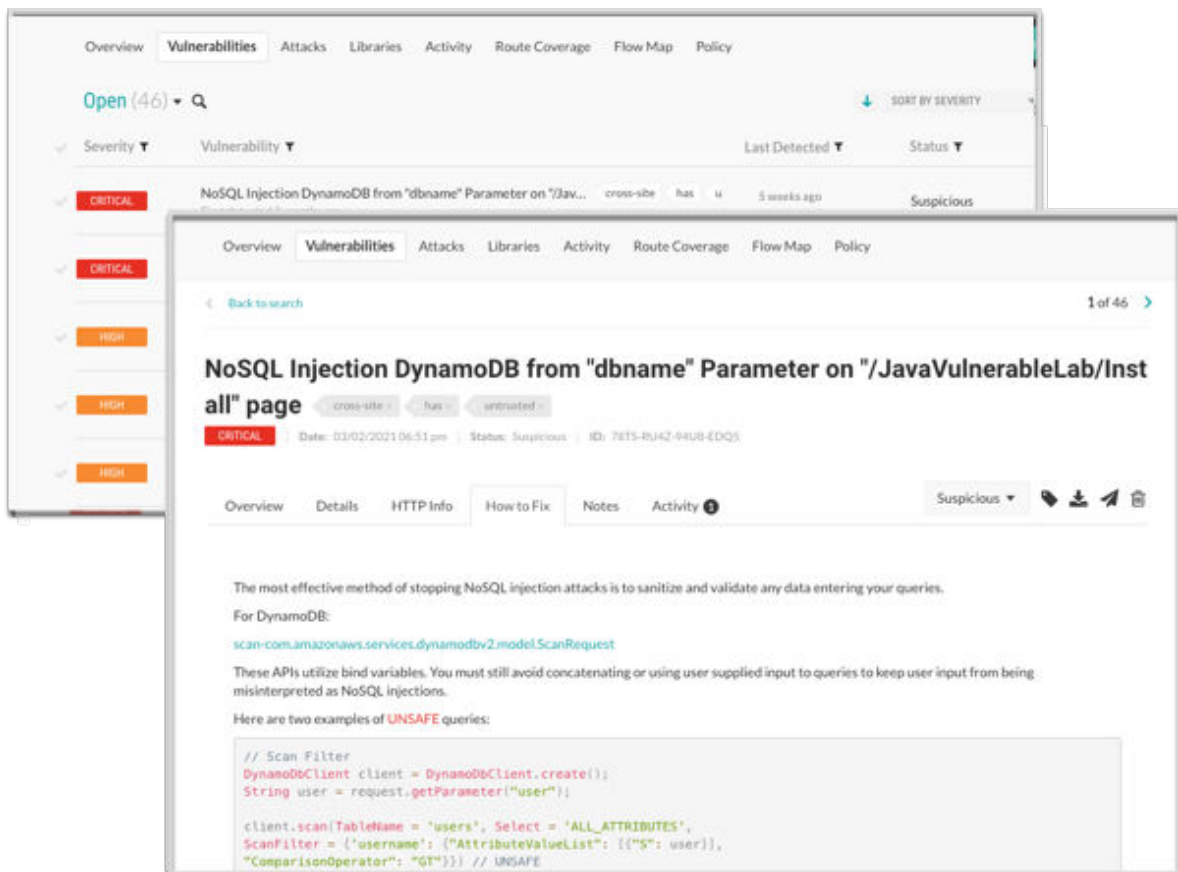 Overview Vulnerabilities Attacks Libraries Activity Route Coverage Flow Map Policy
Open (46)
SORT BY SEVERITY
Severity Vulnerability Last Detected Status
CRITICAL NoSQL Injection DynamoDB from "dbname" Parameter on "/Jav... cross-site has u 5 weeks ago Suspicious
CRITICAL
HIGH
HIGH
HIGH
Overview Vulnerabilities Attacks Libraries Activity Route Coverage Flow Map Policy
Back to search 1 of 46
NoSQL Injection DynamoDB from "dbname" Parameter on "/JavaVulnerableLab/Inst
all" page cross-site has untrusted
CRITICAL Date: 03/02/2021 06:51 pm Status: Suspicious ID:
Overview Details HTTP Info How to Fix Notes Activity 1 Suspicious
The most effective method of stopping NoSQL injection attacks is to sanitize and validate any data entering your queries.
For DynamoDB:
scan-com.amazonaws.services.dynamodbv2.model.ScanRequest
These APIs utilize bind variables. You must still avoid concatenating or using user supplied input to queries to keep user input from being
misinterpreted as NoSQL injections.
Here are two examples of UNSAFE queries:
// Scan Filter
DynamoDbClient client = DynamoDbClient.create();
String user = request.getParameter("user");
client.scan(TableName = 'users', Select = 'ALL_ATTRIBUTES',
ScanFilter = {'username': {"AttributeValueList": [{"S": user}],
"ComparisonOperator": "GT"}}) // UNSAFE